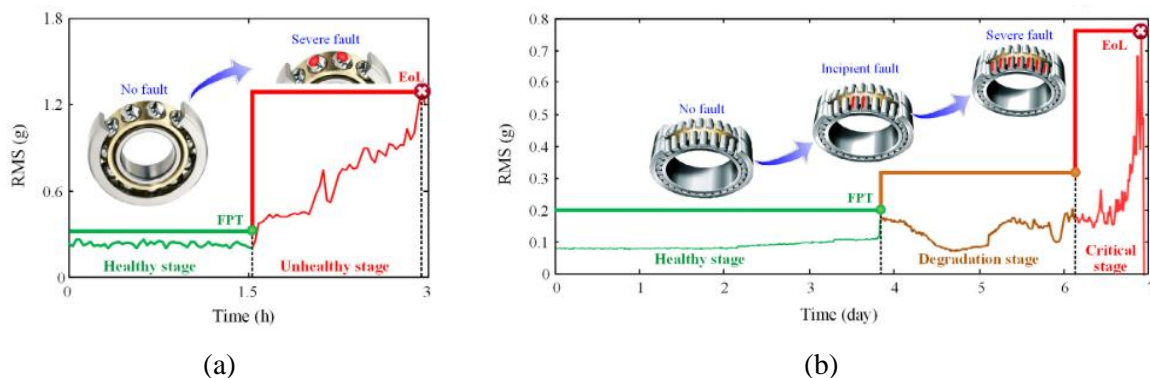 1.8
1.2
0.6
0
RMS (g)
No fault
Severe fault
EoL
FPT
Healthy stage
Unhealthy stage
0
1.5
3
Time (h)
(a)
0.8
0.7
0.6
0.5
0.4
0.3
0.2
0.1
0
RMS (g)
No fault
Incipient fault
Severe fault
EoL
FPT
Healthy stage
Degradation stage
Critical
stage
0
1
2
3
4
5
6
7
Time (day)
(b)